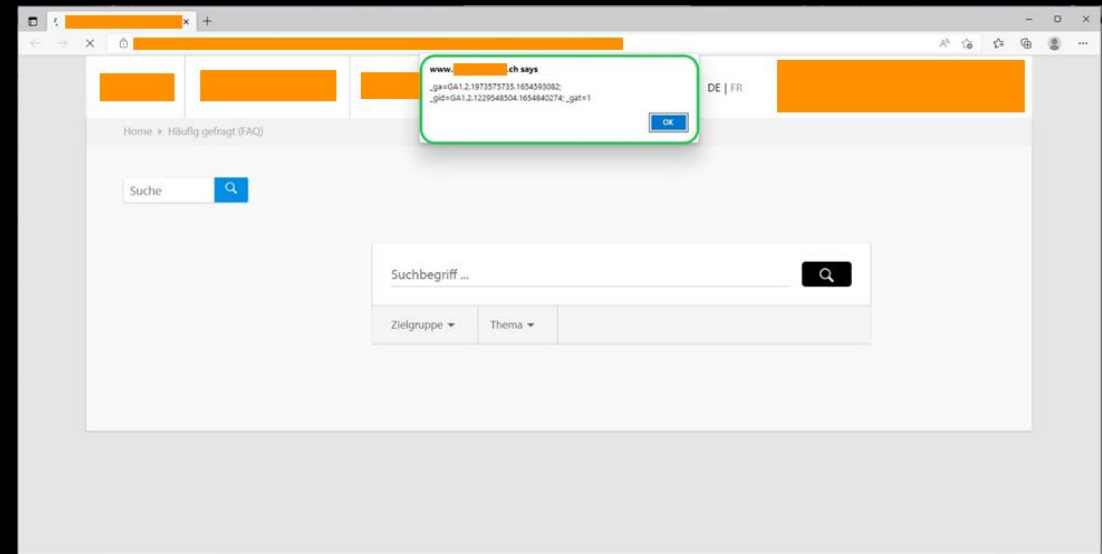 www. .ch says
_ga=GA1.2.1973575735.1654593082;
_gid=GA1.2.1229548504.1654840274; _gat=1
OK
DE | FR
Home Häufig gefragt (FAQ)
Suche
Suchbegriff ...
Zielgruppe Thema